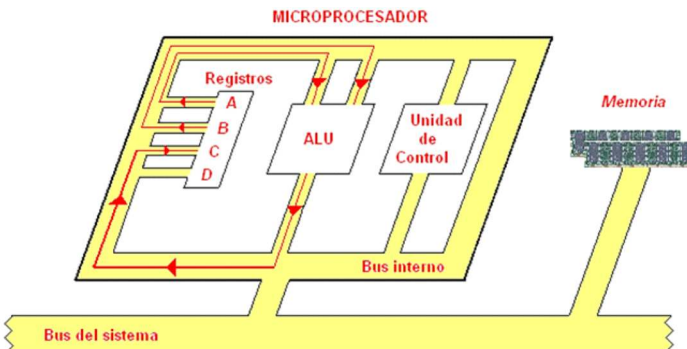 MICROPROCESADOR
Registros
A
B
C
D
ALU
Unidad
de
Control
Memoria
Bus interno
Bus del sistema